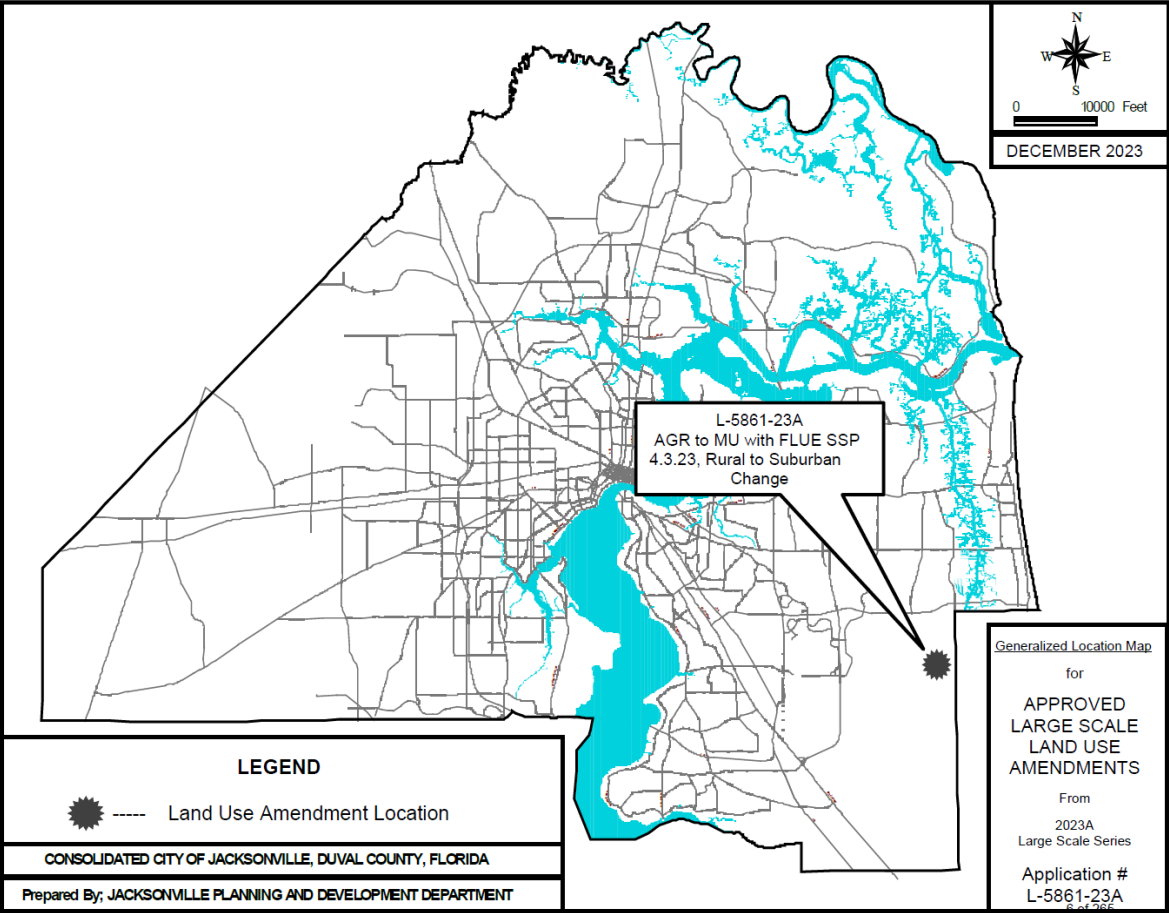 N
W E
S
0 10000 Feet
DECEMBER 2023
L-5861-23A
AGR to MU with FLUE SSP
4.3.23, Rural to Suburban
Change
Generalized Location Map
for
APPROVED
LARGE SCALE
LAND USE
AMENDMENTS
From
2023A
Large Scale Series
Application #
L-5861-23A
6 of 265
LEGEND
----- Land Use Amendment Location
CONSOLIDATED CITY OF JACKSONVILLE, DUVAL COUNTY, FLORIDA
Prepared By; JACKSONVILLE PLANNING AND DEVELOPMENT DEPARTMENT